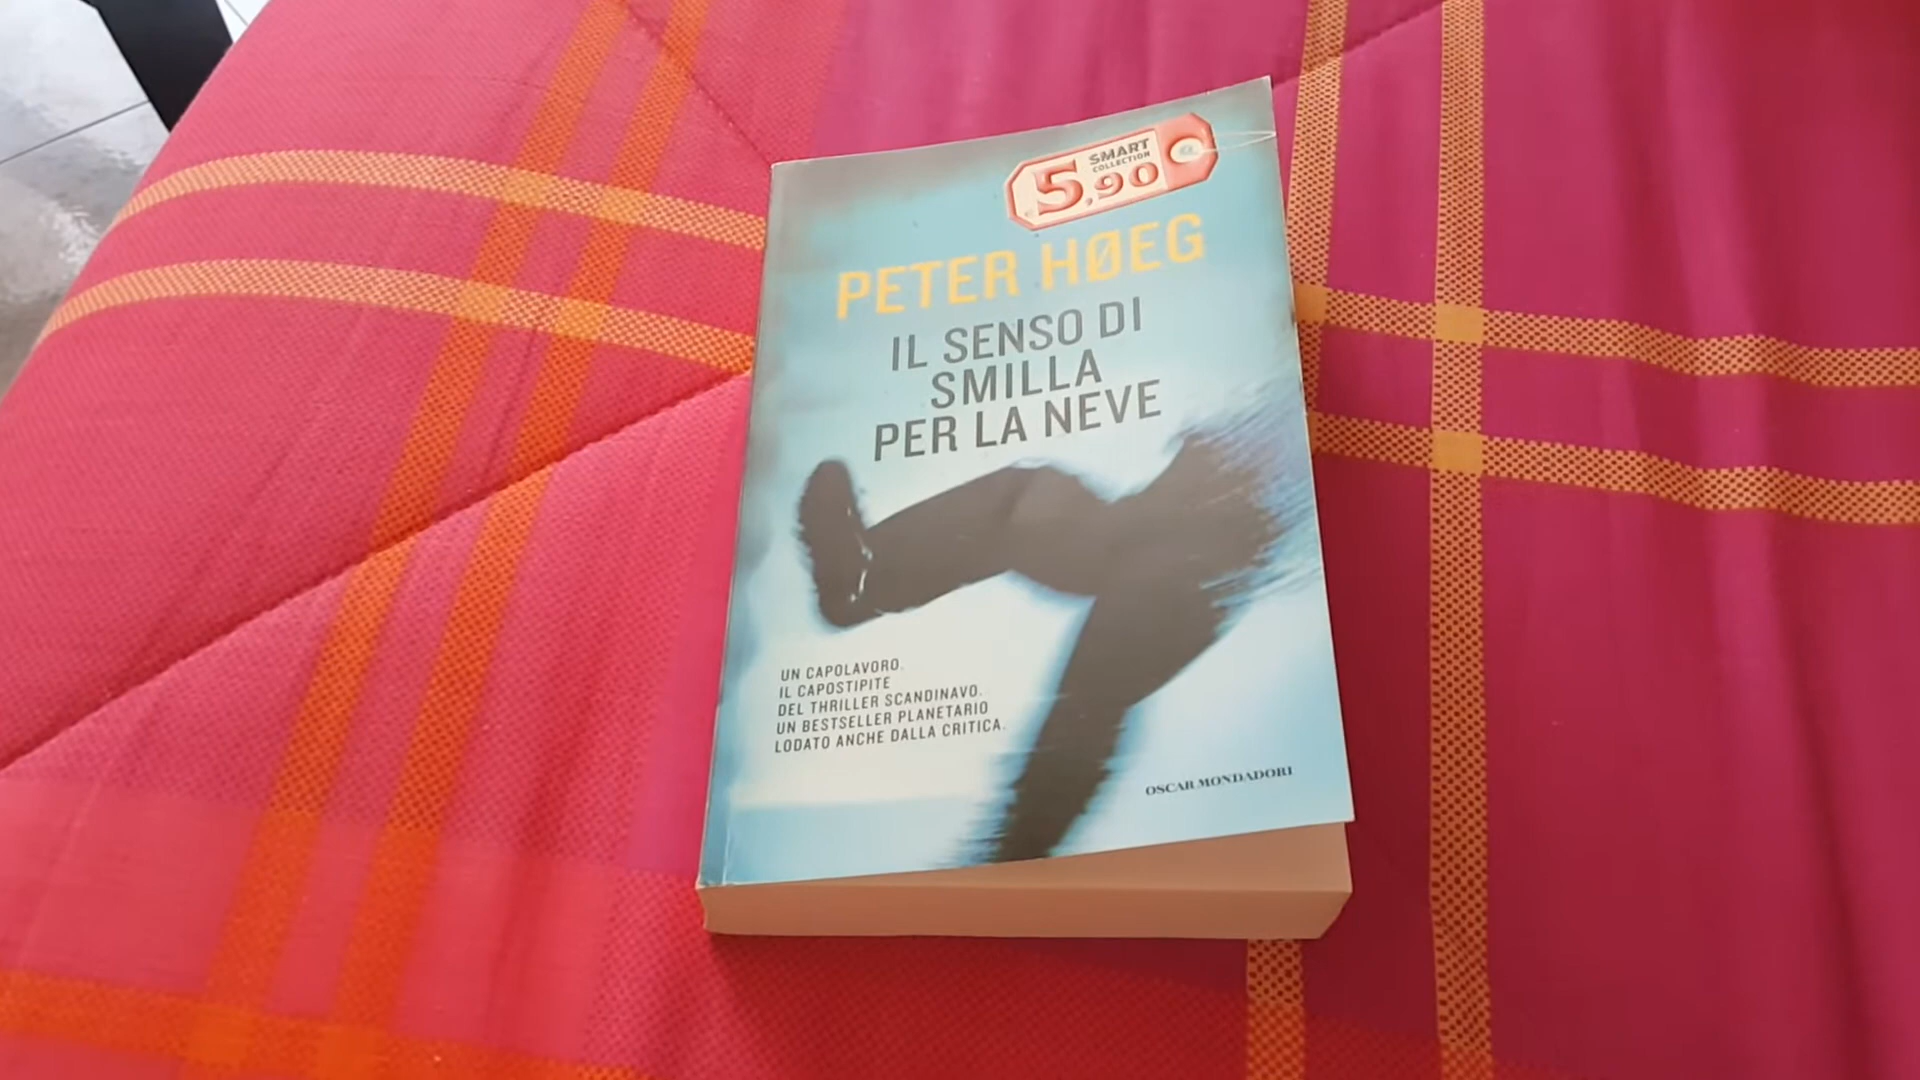 SMART
COLLECTION
€5,90
PETER HØEG
IL SENSO DI
SMILLA
PER LA NEVE
UN CAPOLAVORO.
IL CAPOSTIPITE
DEL THRILLER SCANDINAVO.
UN BESTSELLER PLANETARIO
LODATO ANCHE DALLA CRITICA.
OSCAR MONDADORI